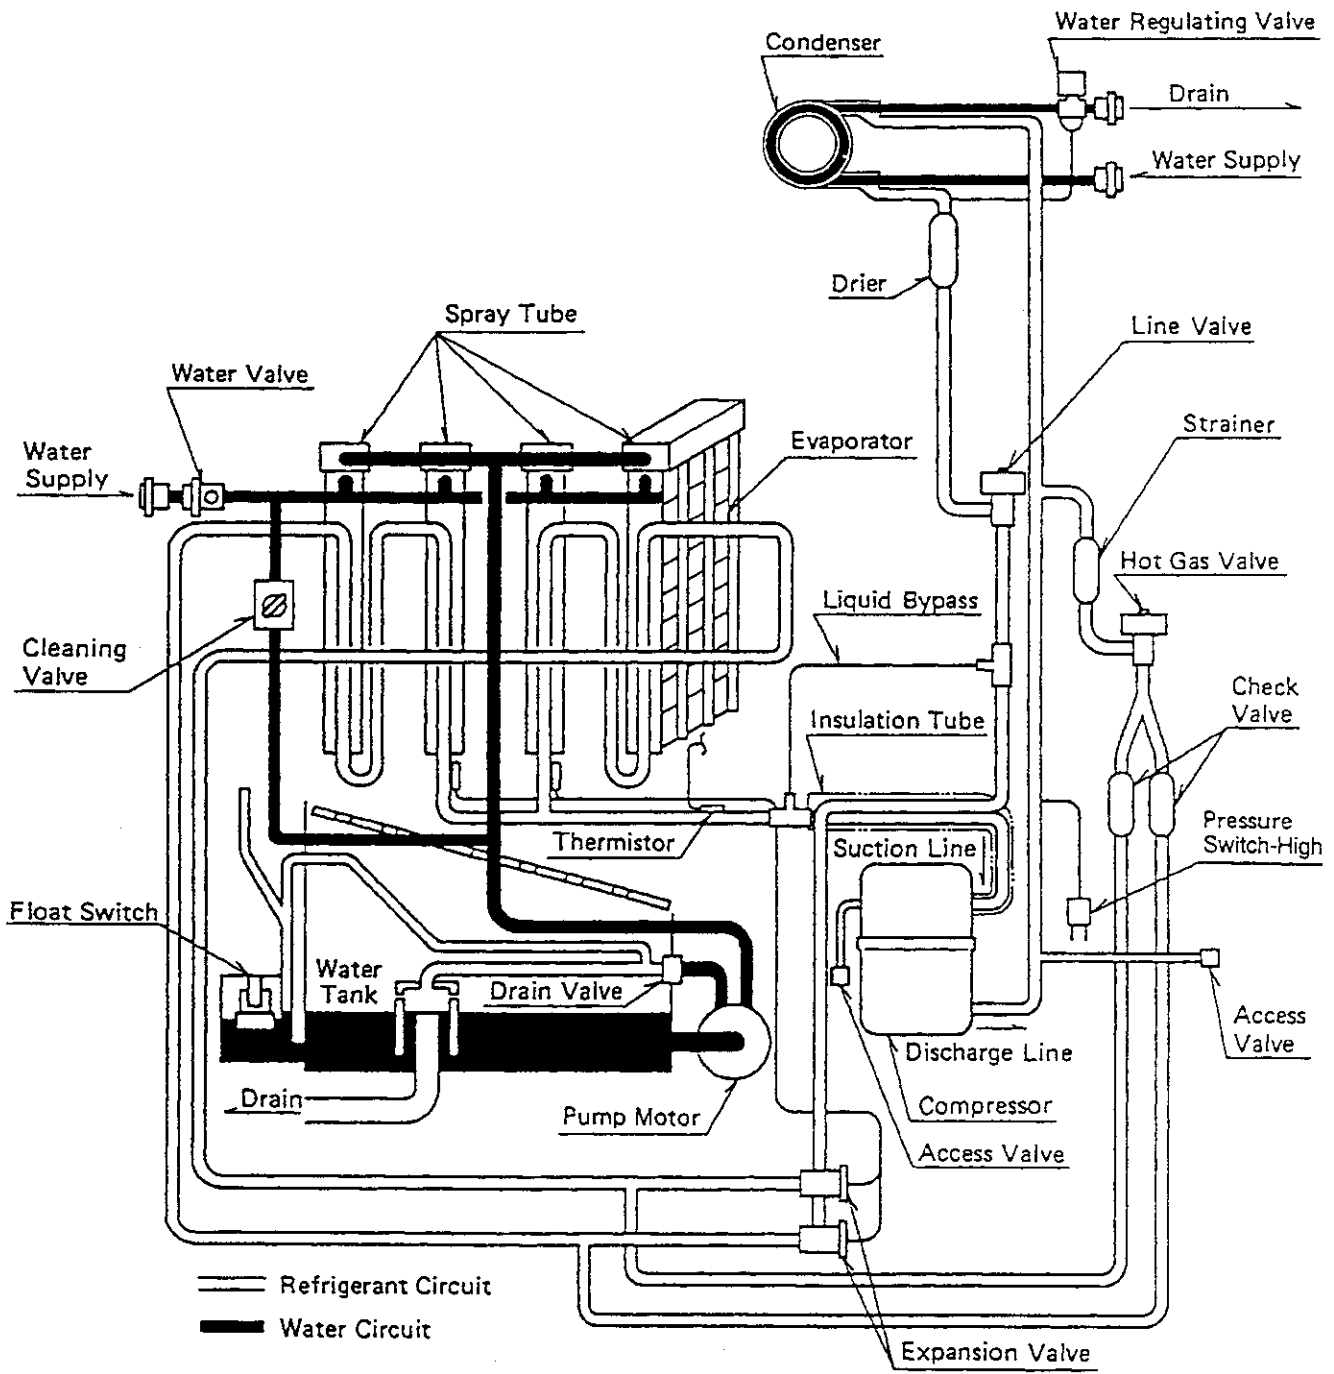 Water Regulating Valve
Condenser
Drain
Water Supply
Drier
Spray Tube
Line Valve
Water Valve
Strainer
Evaporator
Water
Supply
Hot Gas Valve
Liquid Bypass
Cleaning
Valve
Check
Valve
Insulation Tube
Thermistor
Suction Line
Pressure
Switch-High
Float Switch
Water
Tank
Drain Valve
Access
Valve
Discharge Line
Drain
Pump Motor
Compressor
Access Valve
Refrigerant Circuit
Water Circuit
Expansion Valve